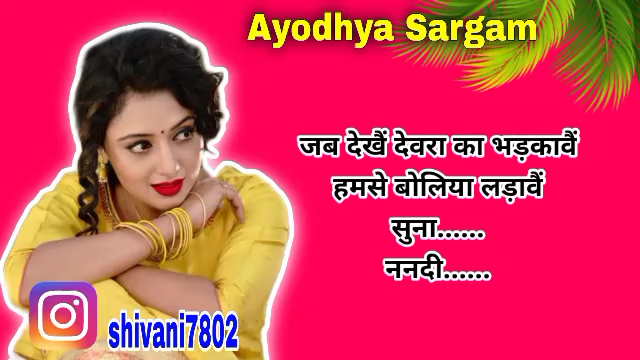 Ayodhya Sargam
जब देखैं देवरा का भड़कावैं
हमसे बोलिया लड़ावैं
सुना......
ननदी......
shivani7802